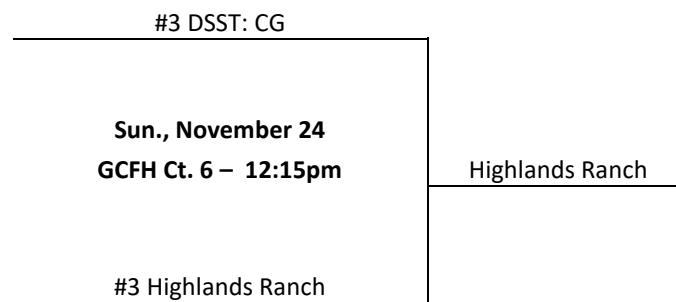 #3 DSST: CG
Sun., November 24
GCFH Ct. 6 – 12:15pm
Highlands Ranch
#3 Highlands Ranch